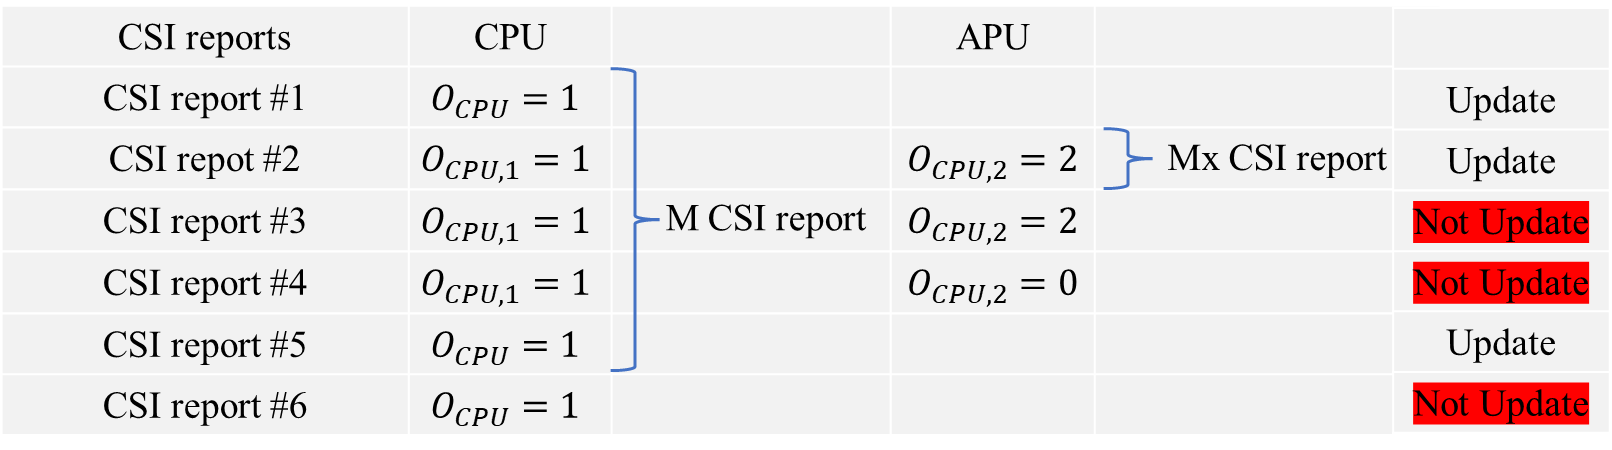 CSI reports CPU APU
CSI report #1 O_CPU = 1 Update
CSI repot #2 O_CPU,1 = 1 O_CPU,2 = 2 Mx CSI report Update
CSI report #3 O_CPU,1 = 1 M CSI report O_CPU,2 = 2 Not Update
CSI report #4 O_CPU,1 = 1 O_CPU,2 = 0 Not Update
CSI report #5 O_CPU = 1 Update
CSI report #6 O_CPU = 1 Not Update